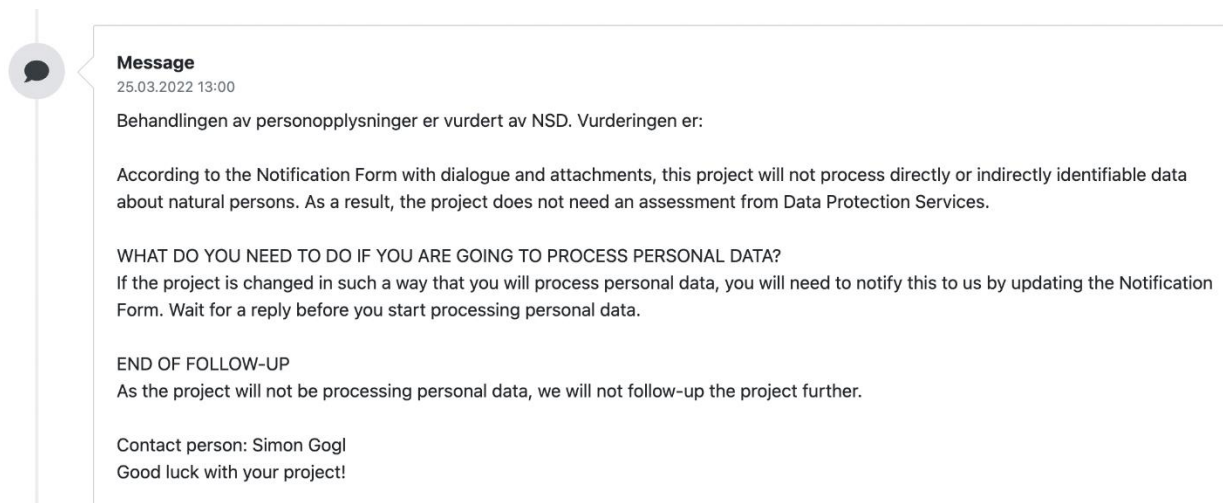 Message
25.03.2022 13:00
Behandlingen av personopplysninger er vurdert av NSD. Vurderingen er:
According to the Notification Form with dialogue and attachments, this project will not process directly or indirectly identifiable data
about natural persons. As a result, the project does not need an assessment from Data Protection Services.
WHAT DO YOU NEED TO DO IF YOU ARE GOING TO PROCESS PERSONAL DATA?
If the project is changed in such a way that you will process personal data, you will need to notify this to us by updating the Notification
Form. Wait for a reply before you start processing personal data.
END OF FOLLOW-UP
As the project will not be processing personal data, we will not follow-up the project further.
Contact person: Simon Gogl
Good luck with your project!